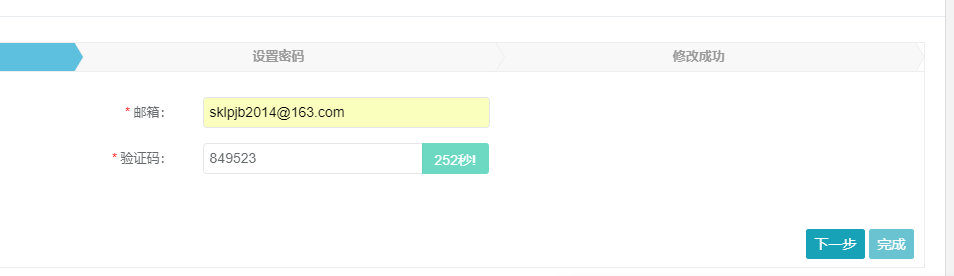 设置密码
修改成功
* 邮箱：
sklpjb2014@163.com
* 验证码：
849523
252秒!
下一步
完成